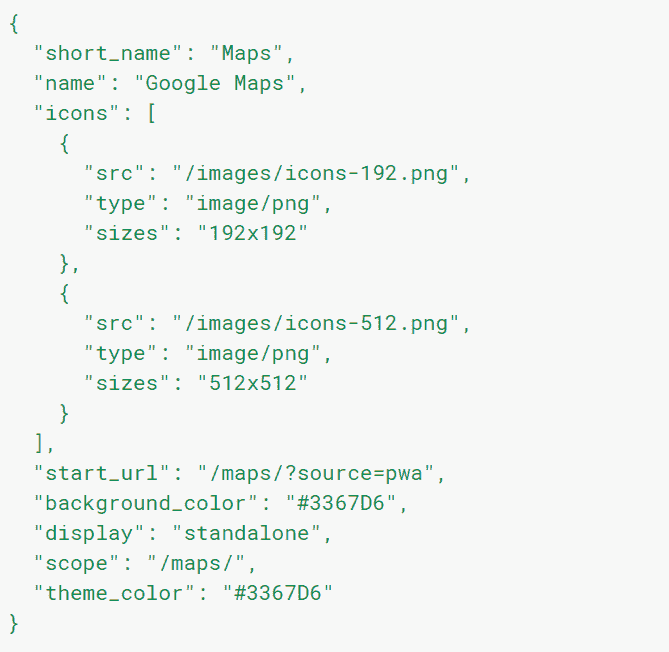 {
  "short_name": "Maps",
  "name": "Google Maps",
  "icons": [
    {
      "src": "/images/icons-192.png",
      "type": "image/png",
      "sizes": "192x192"
    },
    {
      "src": "/images/icons-512.png",
      "type": "image/png",
      "sizes": "512x512"
    }
  ],
  "start_url": "/maps/?source=pwa",
  "background_color": "#3367D6",
  "display": "standalone",
  "scope": "/maps/",
  "theme_color": "#3367D6"
}